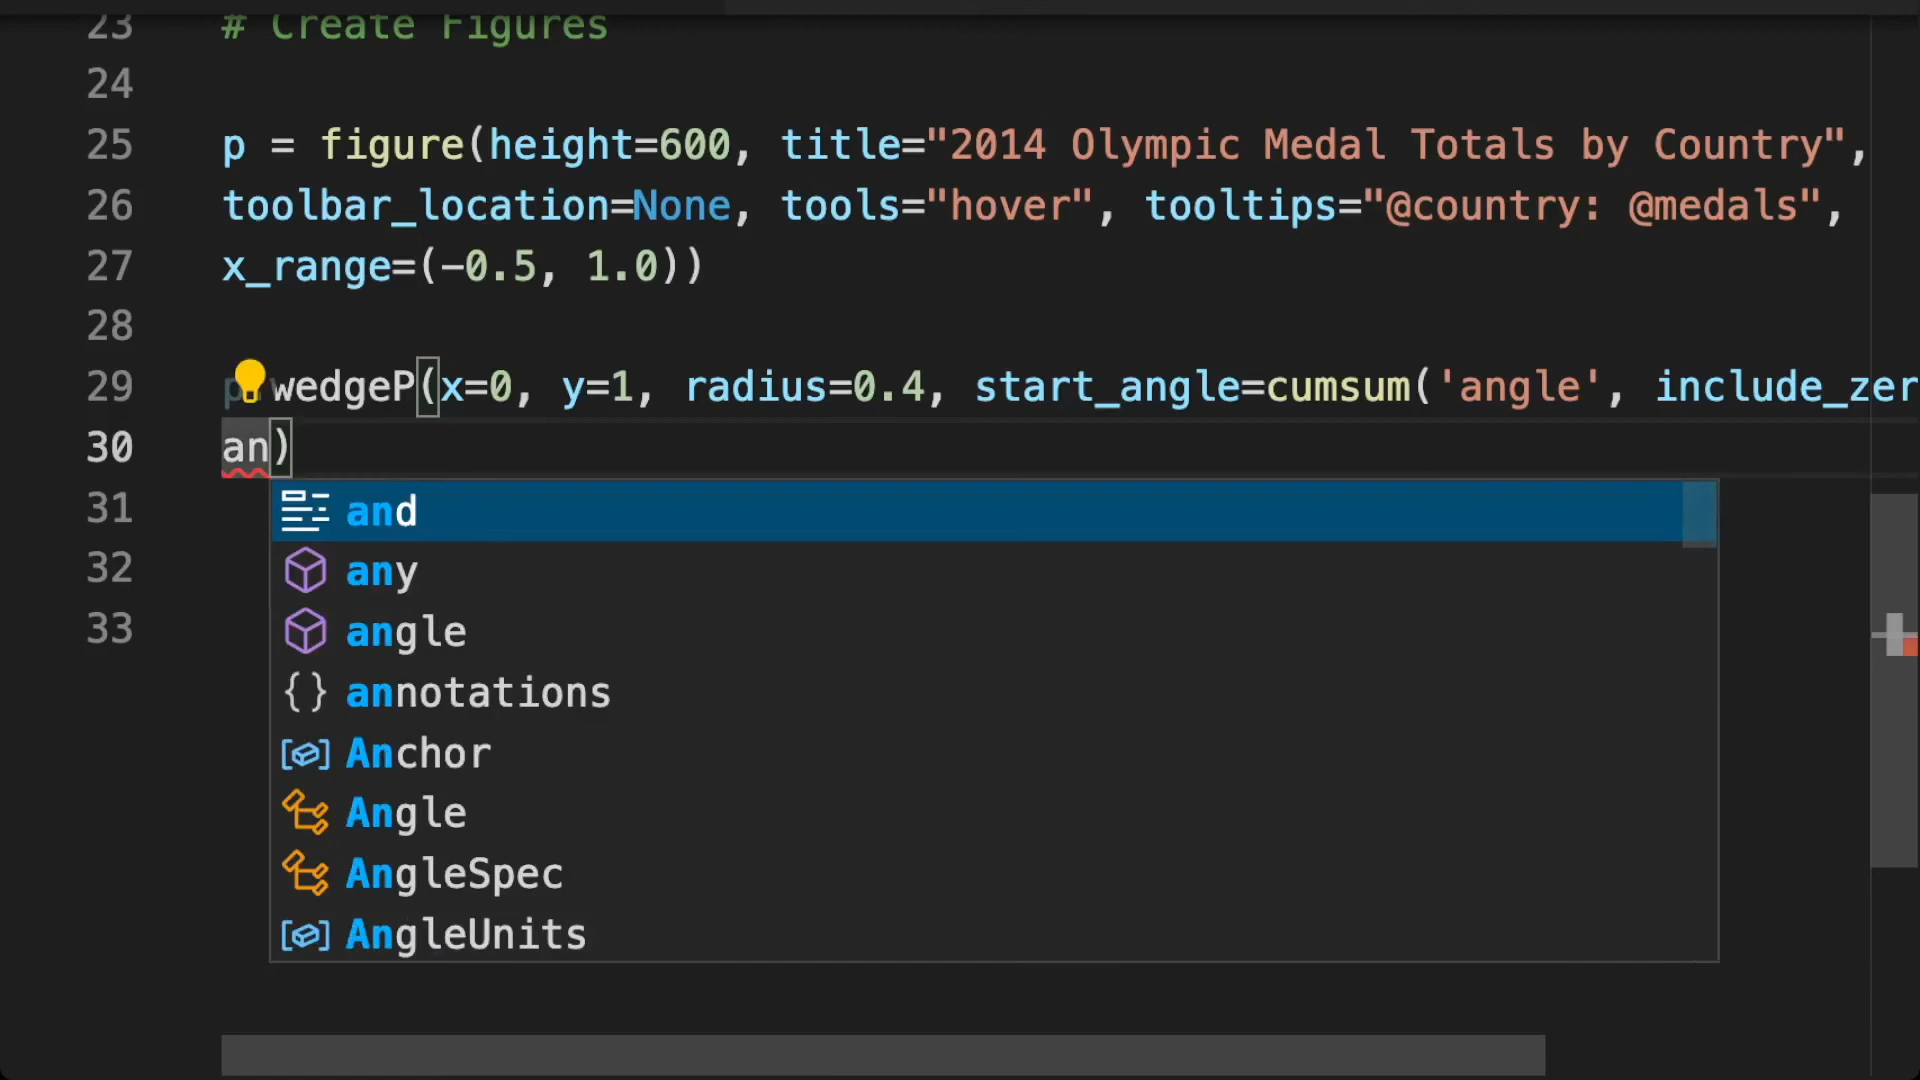 23 # Create Figures
24
25 p = figure(height=600, title="2014 Olympic Medal Totals by Country",
26 toolbar_location=None, tools="hover", tooltips="@country: @medals",
27 x_range=(-0.5, 1.0))
28
29 p wedgeP(x=0, y=1, radius=0.4, start_angle=cumsum('angle', include_zer
30 an)
31
32
33
and
any
angle
annotations
Anchor
Angle
AngleSpec
AngleUnits